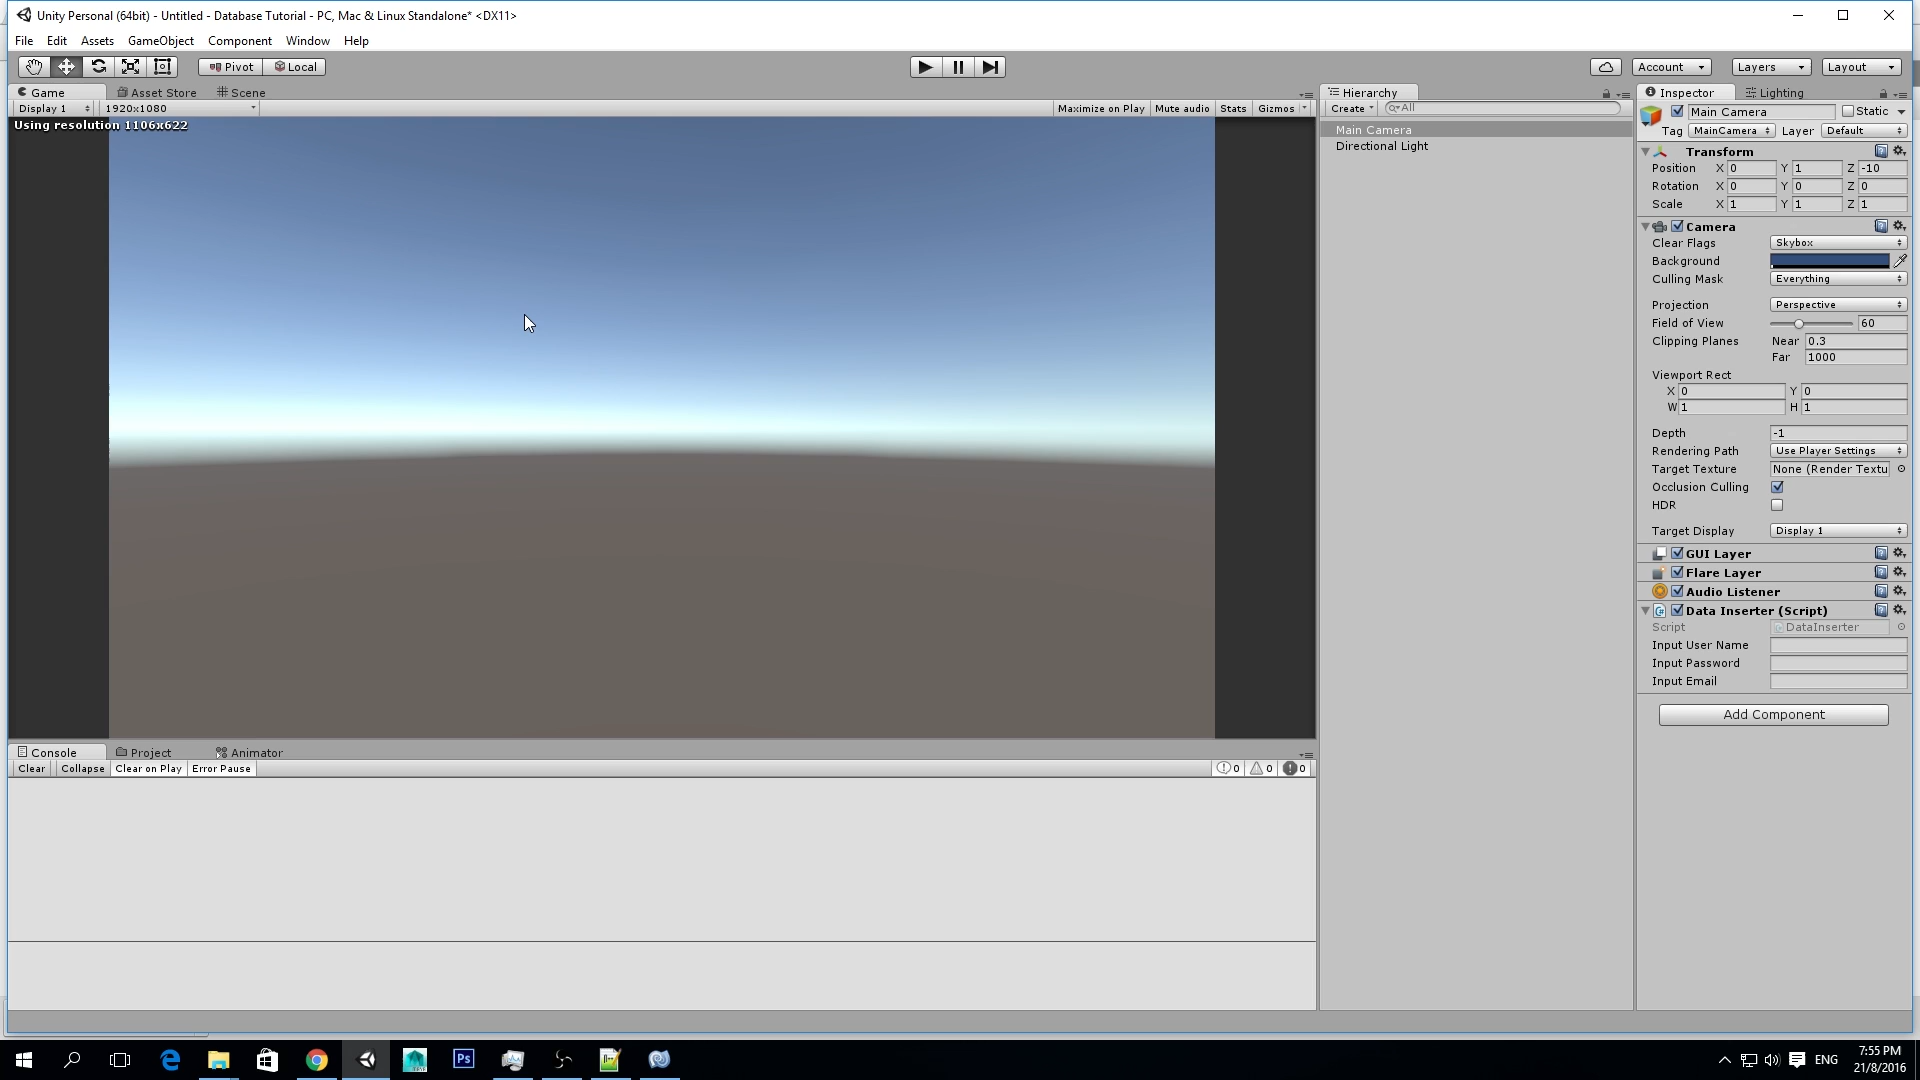 Unity Personal (64bit) - Untitled - Database Tutorial - PC, Mac & Linux Standalone* <DX11>
File Edit Assets GameObject Component Window Help
Pivot Local Account Layers Layout
Game Asset Store Scene
Display 1 1920x1080 Maximize on Play Mute audio Stats Gizmos
Using resolution 1106x622
Hierarchy
Create All
Main Camera
Directional Light
Inspector Lighting
Main Camera Static
Tag MainCamera Layer Default
Transform
Position X 0 Y 1 Z -10
Rotation X 0 Y 0 Z 0
Scale X 1 Y 1 Z 1
Camera
Clear Flags Skybox
Background
Culling Mask Everything
Projection Perspective
Field of View 60
Clipping Planes Near 0.3
Far 1000
Viewport Rect
X 0 Y 0
W 1 H 1
Depth -1
Rendering Path Use Player Settings
Target Texture None (Render Textu
Occlusion Culling
HDR
Target Display Display 1
GUI Layer
Flare Layer
Audio Listener
Data Inserter (Script)
Script DataInserter
Input User Name
Input Password
Input Email
Add Component
Console Project Animator
Clear Collapse Clear on Play Error Pause 0 0 0
Ps
ENG
7:55 PM
21/8/2016